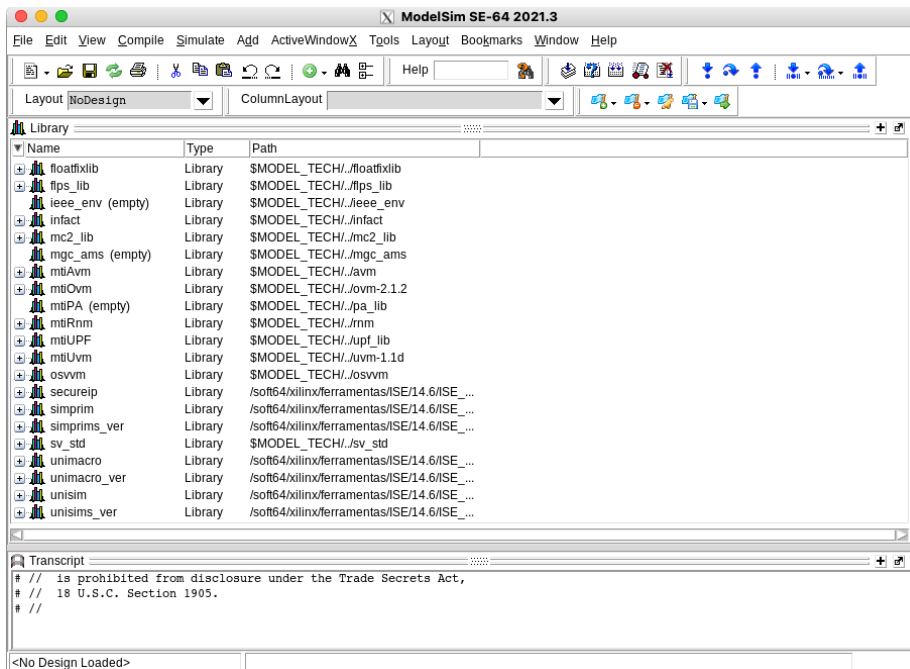 ModelSim SE-64 2021.3
File Edit View Compile Simulate Add ActiveWindowX Tools Layout Bookmarks Window Help
Help
Layout NoDesign ColumnLayout
Library
Name Type Path
floatfixlib Library $MODEL_TECH/../floatfixlib
flps_lib Library $MODEL_TECH/../flps_lib
ieee_env (empty) Library $MODEL_TECH/../ieee_env
infact Library $MODEL_TECH/../infact
mc2_lib Library $MODEL_TECH/../mc2_lib
mgc_ams (empty) Library $MODEL_TECH/../mgc_ams
mtiAvm Library $MODEL_TECH/../avm
mtiOvm Library $MODEL_TECH/../ovm-2.1.2
mtiPA (empty) Library $MODEL_TECH/../pa_lib
mtiRnm Library $MODEL_TECH/../rnm
mtiUPF Library $MODEL_TECH/../upf_lib
mtiUvm Library $MODEL_TECH/../uvm-1.1d
osvvm Library $MODEL_TECH/../osvvm
secureip Library /soft64/xilinx/ferramentas/ISE/14.6/ISE_...
simprim Library /soft64/xilinx/ferramentas/ISE/14.6/ISE_...
simprims_ver Library /soft64/xilinx/ferramentas/ISE/14.6/ISE_...
sv_std Library $MODEL_TECH/../sv_std
unimacro Library /soft64/xilinx/ferramentas/ISE/14.6/ISE_...
unimacro_ver Library /soft64/xilinx/ferramentas/ISE/14.6/ISE_...
unisim Library /soft64/xilinx/ferramentas/ISE/14.6/ISE_...
unisims_ver Library /soft64/xilinx/ferramentas/ISE/14.6/ISE_...
Transcript
# //  is prohibited from disclosure under the Trade Secrets Act,
# //  18 U.S.C. Section 1905.
# //
<No Design Loaded>